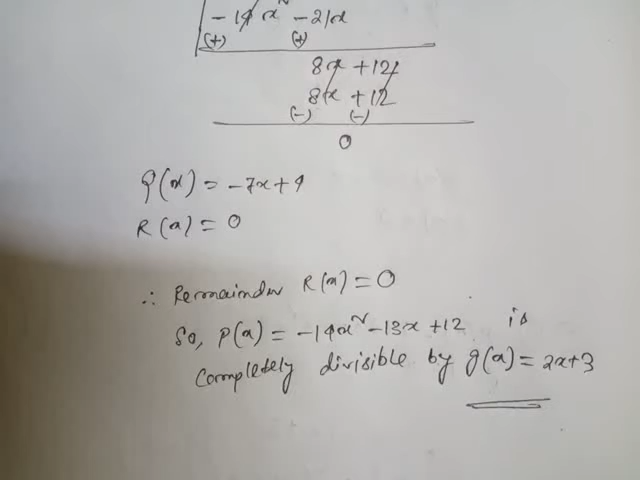 -14x² -21x
(+) (+)
8x +12
8x +12
(-) (-)
0
q(x) = -7x+4
R(x) = 0
∴ Remainder R(x) = 0
So, P(x) = -14x² -13x +12 is
completely divisible by g(x) = 2x+3